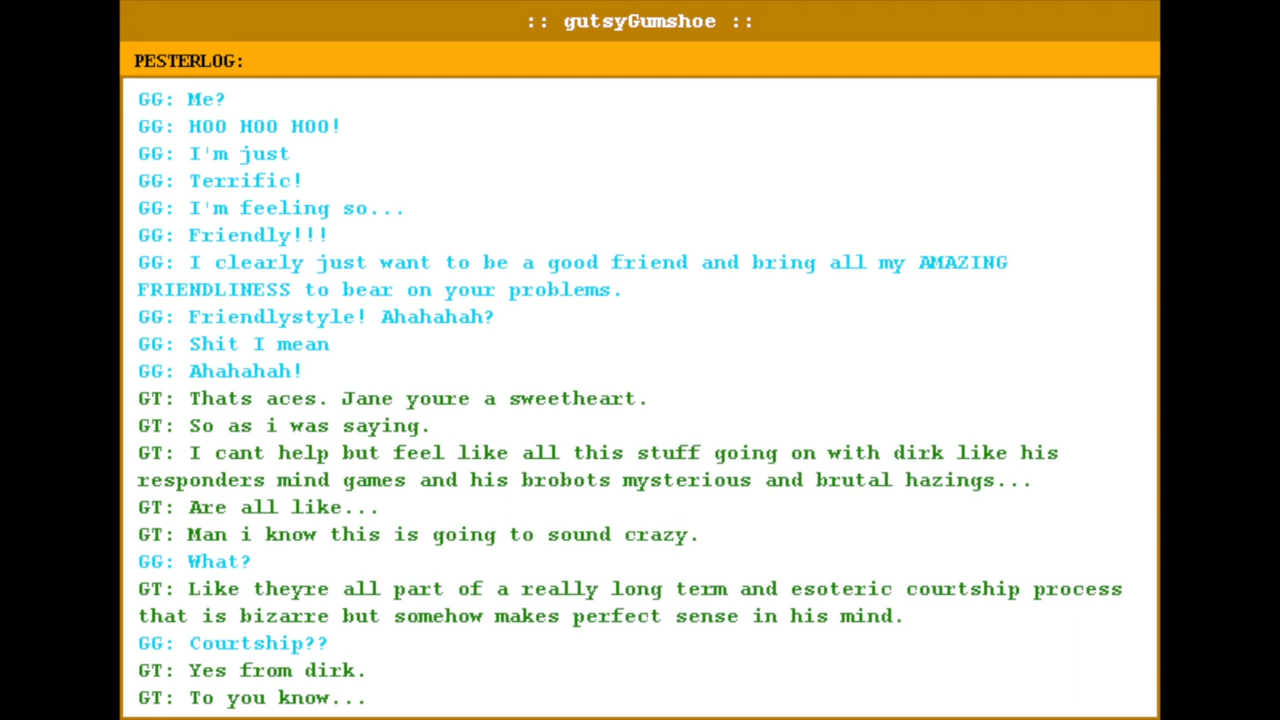 :: gutsyGumshoe ::
PESTERLOG:
GG: Me?
GG: HOO HOO HOO!
GG: I'm just
GG: Terrific!
GG: I'm feeling so...
GG: Friendly!!!
GG: I clearly just want to be a good friend and bring all my AMAZING
FRIENDLINESS to bear on your problems.
GG: Friendlystyle! Ahahahah?
GG: Shit I mean
GG: Ahahahah!
GT: Thats aces. Jane youre a sweetheart.
GT: So as i was saying.
GT: I cant help but feel like all this stuff going on with dirk like his
responders mind games and his brobots mysterious and brutal hazings...
GT: Are all like...
GT: Man i know this is going to sound crazy.
GG: What?
GT: Like theyre all part of a really long term and esoteric courtship process
that is bizarre but somehow makes perfect sense in his mind.
GG: Courtship??
GT: Yes from dirk.
GT: To you know...